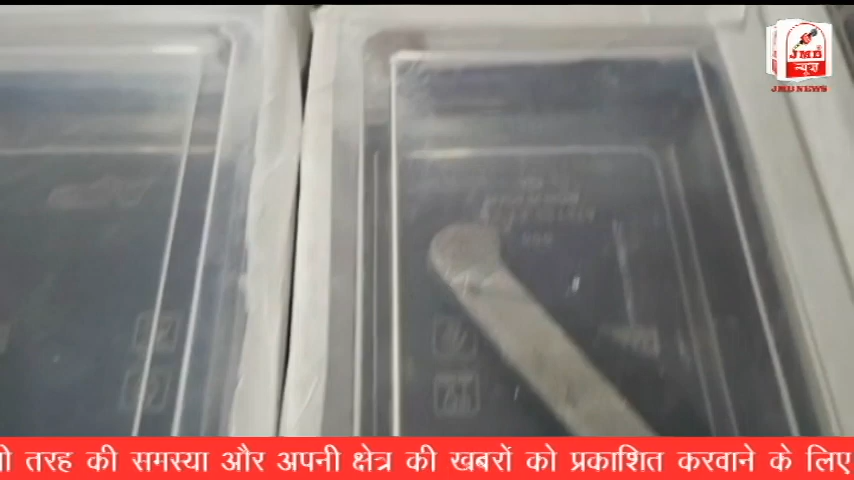 JMD
न्यूज़
JMD NEWS
ी तरह की समस्या और अपनी क्षेत्र की खबरों को प्रकाशित करवाने के लिए